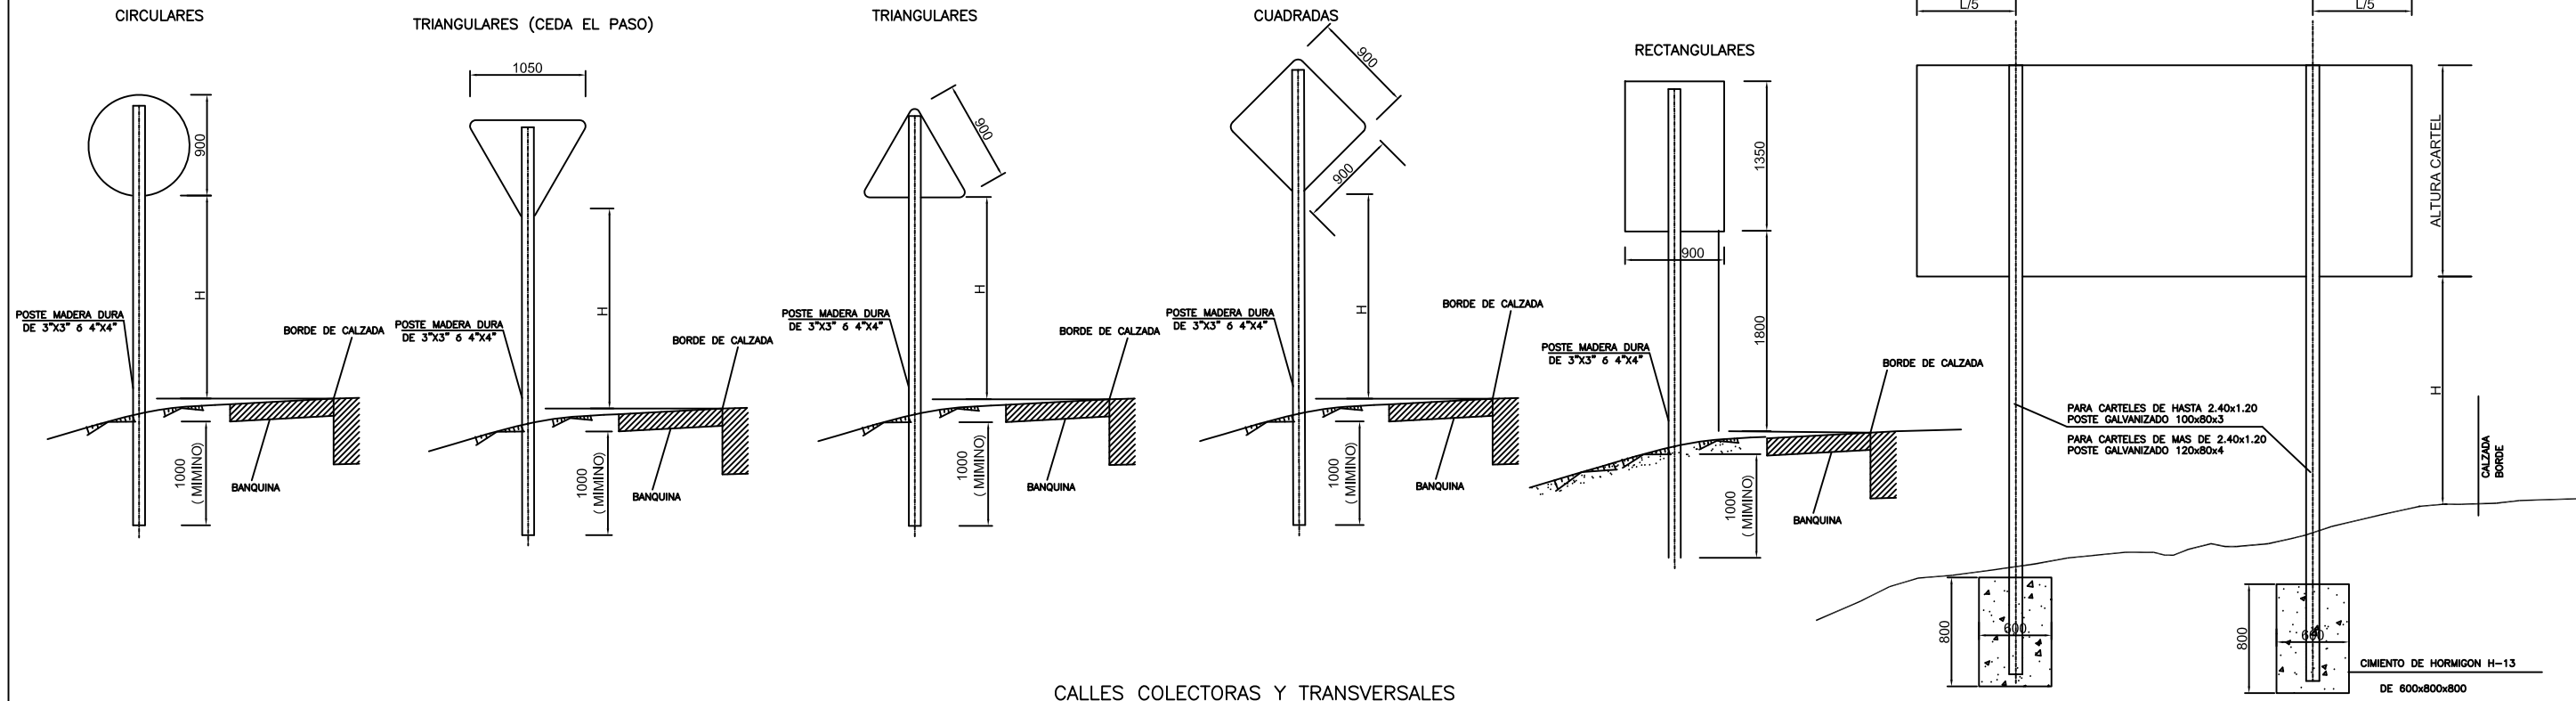 CIRCULARES
900
H
POSTE MADERA DURA
DE 3"X3" ó 4"X4"
BORDE DE CALZADA
1000
( MIMINO)
BANQUINA
TRIANGULARES (CEDA EL PASO)
1050
H
POSTE MADERA DURA
DE 3"X3" ó 4"X4"
BORDE DE CALZADA
1000
( MIMINO)
BANQUINA
TRIANGULARES
900
H
POSTE MADERA DURA
DE 3"X3" ó 4"X4"
BORDE DE CALZADA
1000
( MIMINO)
BANQUINA
CUADRADAS
900
900
H
POSTE MADERA DURA
DE 3"X3" ó 4"X4"
BORDE DE CALZADA
1000
( MIMINO)
BANQUINA
RECTANGULARES
1350
900
1800
POSTE MADERA DURA
DE 3"X3" ó 4"X4"
BORDE DE CALZADA
1000
( MIMINO)
BANQUINA
L/5
L/5
ALTURA CARTEL
H
PARA CARTELES DE HASTA 2.40x1.20
POSTE GALVANIZADO 100x80x3
PARA CARTELES DE MAS DE 2.40x1.20
POSTE GALVANIZADO 120x80x4
CALZADA
BORDE
800
600
800
600
CIMIENTO DE HORMIGON H-13
DE 600x800x800
CALLES COLECTORAS Y TRANSVERSALES